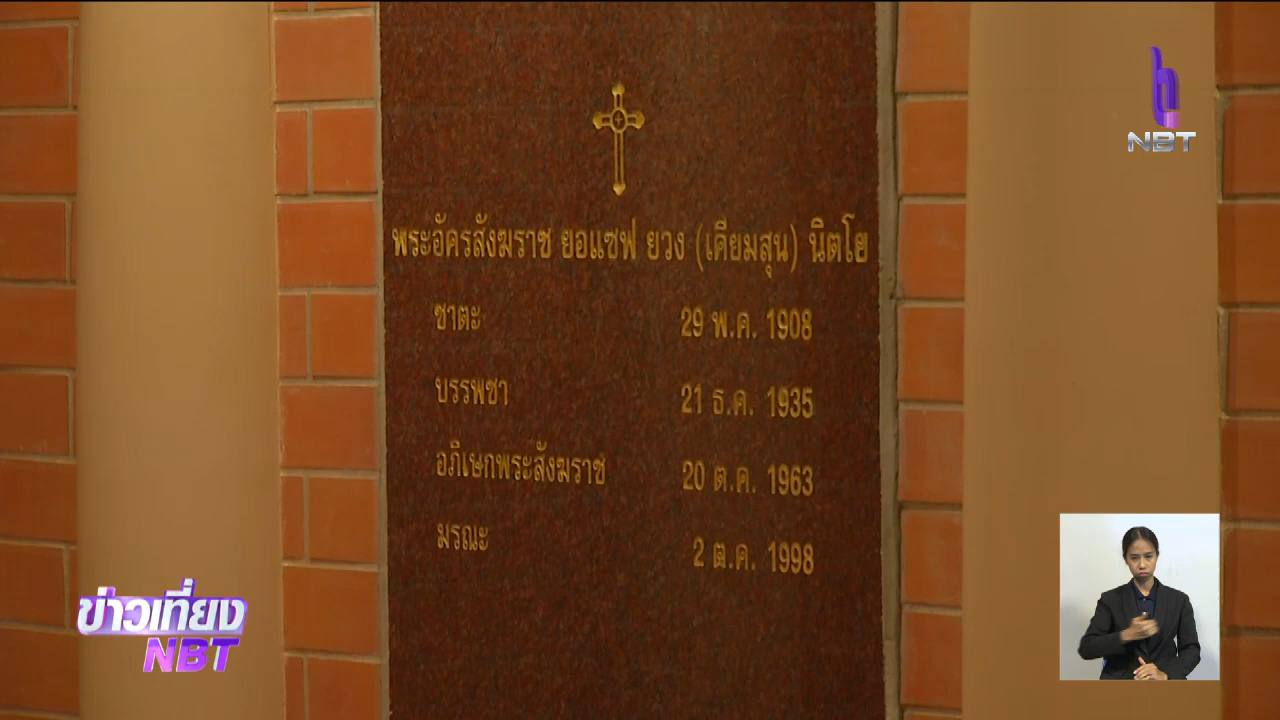 NBT
พระอัครสังฆราช ยอแซฟ ยวง (เคียมสุน) นิตโย
ชาตะ 29 พ.ค. 1908
บรรพชา 21 ธ.ค. 1935
อภิเษกพระสังฆราช 20 ต.ค. 1963
มรณะ 2 ต.ค. 1998
ข่าวเที่ยง
NBT